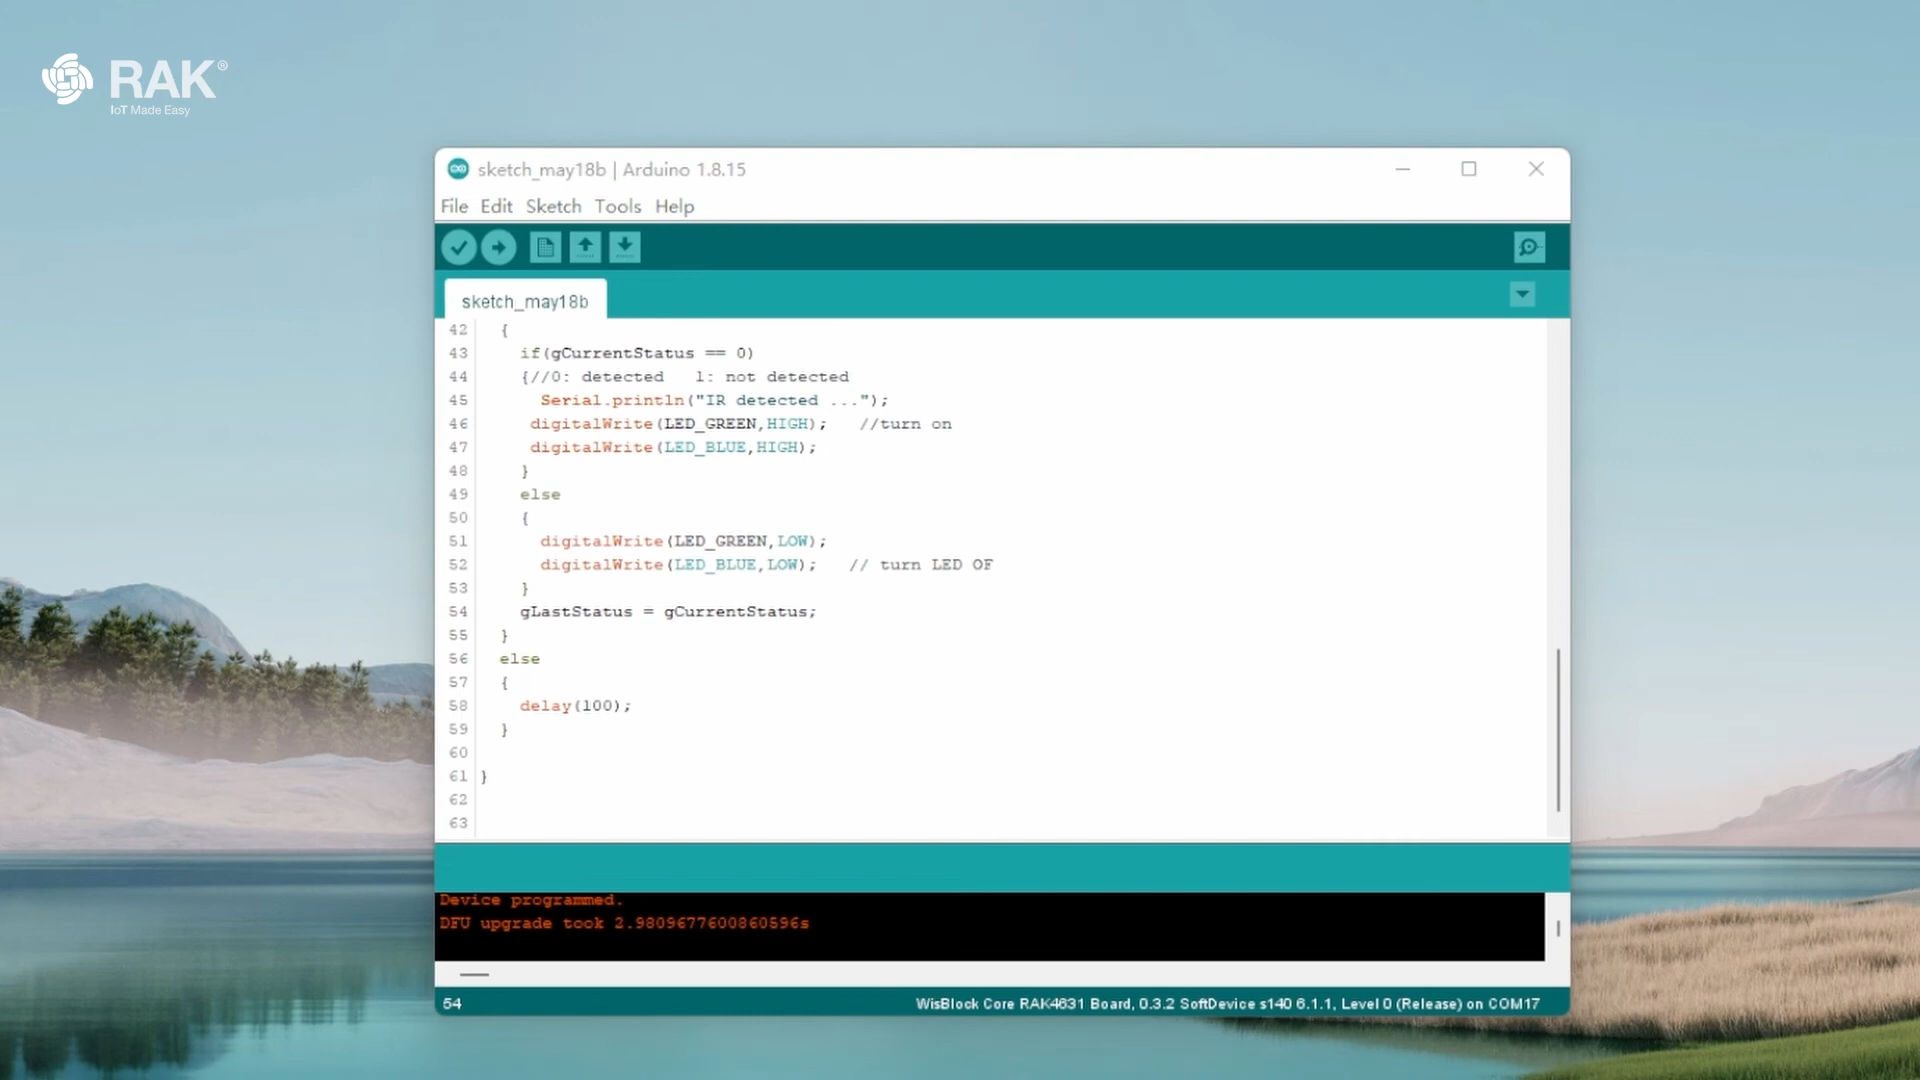 RAK®
IoT Made Easy
sketch_may18b | Arduino 1.8.15
File Edit Sketch Tools Help
sketch_may18b
42 {
43 if(gCurrentStatus == 0)
44 {//0: detected 1: not detected
45 Serial.println("IR detected ...");
46 digitalWrite(LED_GREEN,HIGH); //turn on
47 digitalWrite(LED_BLUE,HIGH);
48 }
49 else
50 {
51 digitalWrite(LED_GREEN,LOW);
52 digitalWrite(LED_BLUE,LOW); // turn LED OF
53 }
54 gLastStatus = gCurrentStatus;
55 }
56 else
57 {
58 delay(100);
59 }
60
61 }
62
63
Device programmed.
DFU upgrade took 2.9809677600860596s
54 WisBlock Core RAK4631 Board, 0.3.2 SoftDevice s140 6.1.1, Level 0 (Release) on COM17